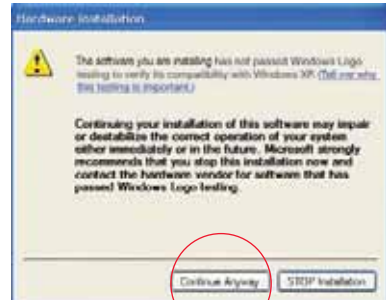 Hardware Installation
The software you are installing has not passed Windows Logo
testing to verify its compatibility with Windows XP. (Tell me why
this testing is important.)
Continuing your installation of this software may impair
or destabilize the correct operation of your system
either immediately or in the future. Microsoft strongly
recommends that you stop this installation now and
contact the hardware vendor for software that has
passed Windows Logo testing.
Continue Anyway
STOP Installation